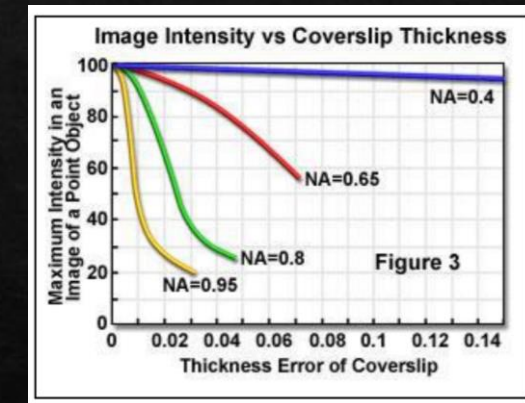 Image Intensity vs Coverslip Thickness
Maximum Intensity in an
Image of a Point Object
100
80
60
40
20
0
NA=0.4
NA=0.65
NA=0.8
NA=0.95
Figure 3
0 0.02 0.04 0.06 0.08 0.1 0.12 0.14
Thickness Error of Coverslip